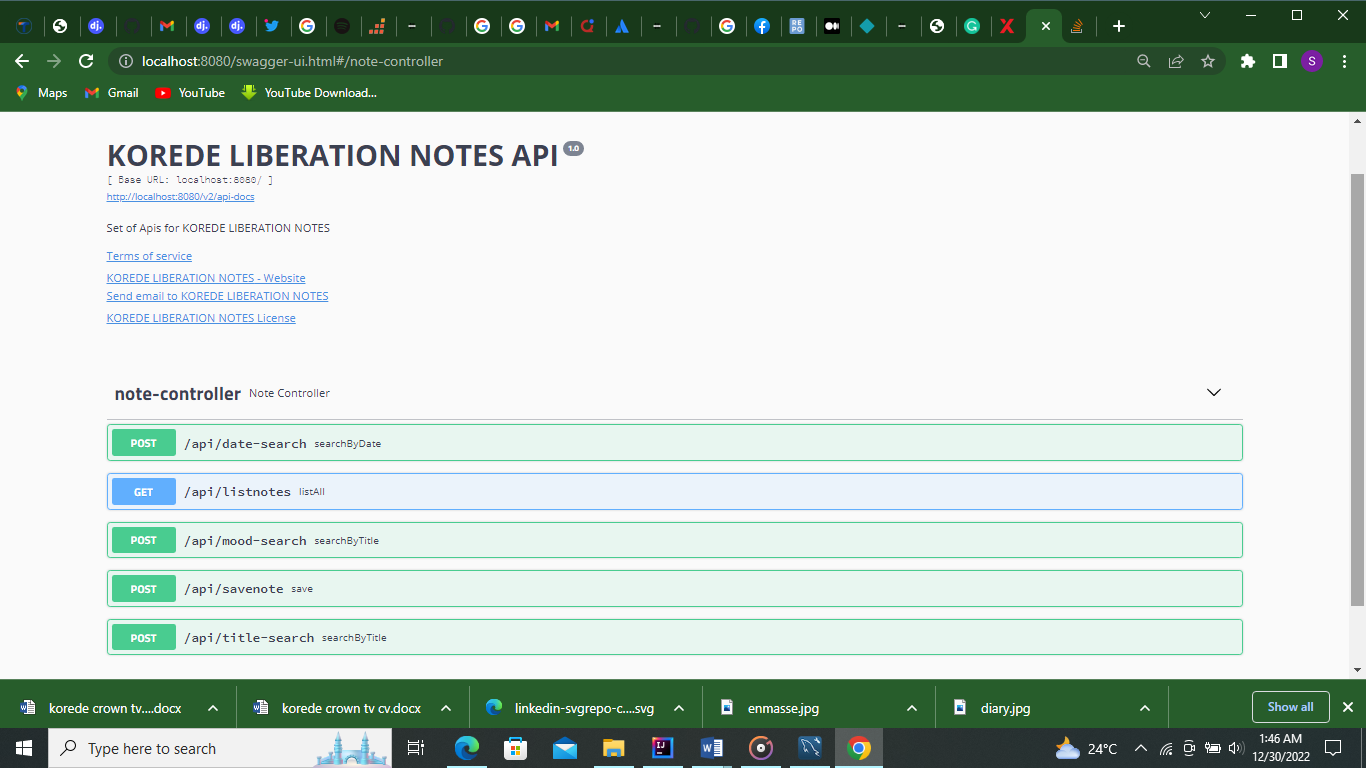 localhost:8080/swagger-ui.html#/note-controller
S
Maps Gmail YouTube YouTube Download...
KOREDE LIBERATION NOTES API 1.0
[ Base URL: localhost:8080/ ]
http://localhost:8080/v2/api-docs
Set of Apis for KOREDE LIBERATION NOTES
Terms of service
KOREDE LIBERATION NOTES - Website
Send email to KOREDE LIBERATION NOTES
KOREDE LIBERATION NOTES License
note-controller Note Controller
POST /api/date-search searchByDate
GET /api/listnotes listAll
POST /api/mood-search searchByTitle
POST /api/savenote save
POST /api/title-search searchByTitle
korede crown tv....docx korede crown tv cv.docx linkedin-svgrepo-c....svg enmasse.jpg diary.jpg Show all
Type here to search 24°C 1:46 AM
12/30/2022